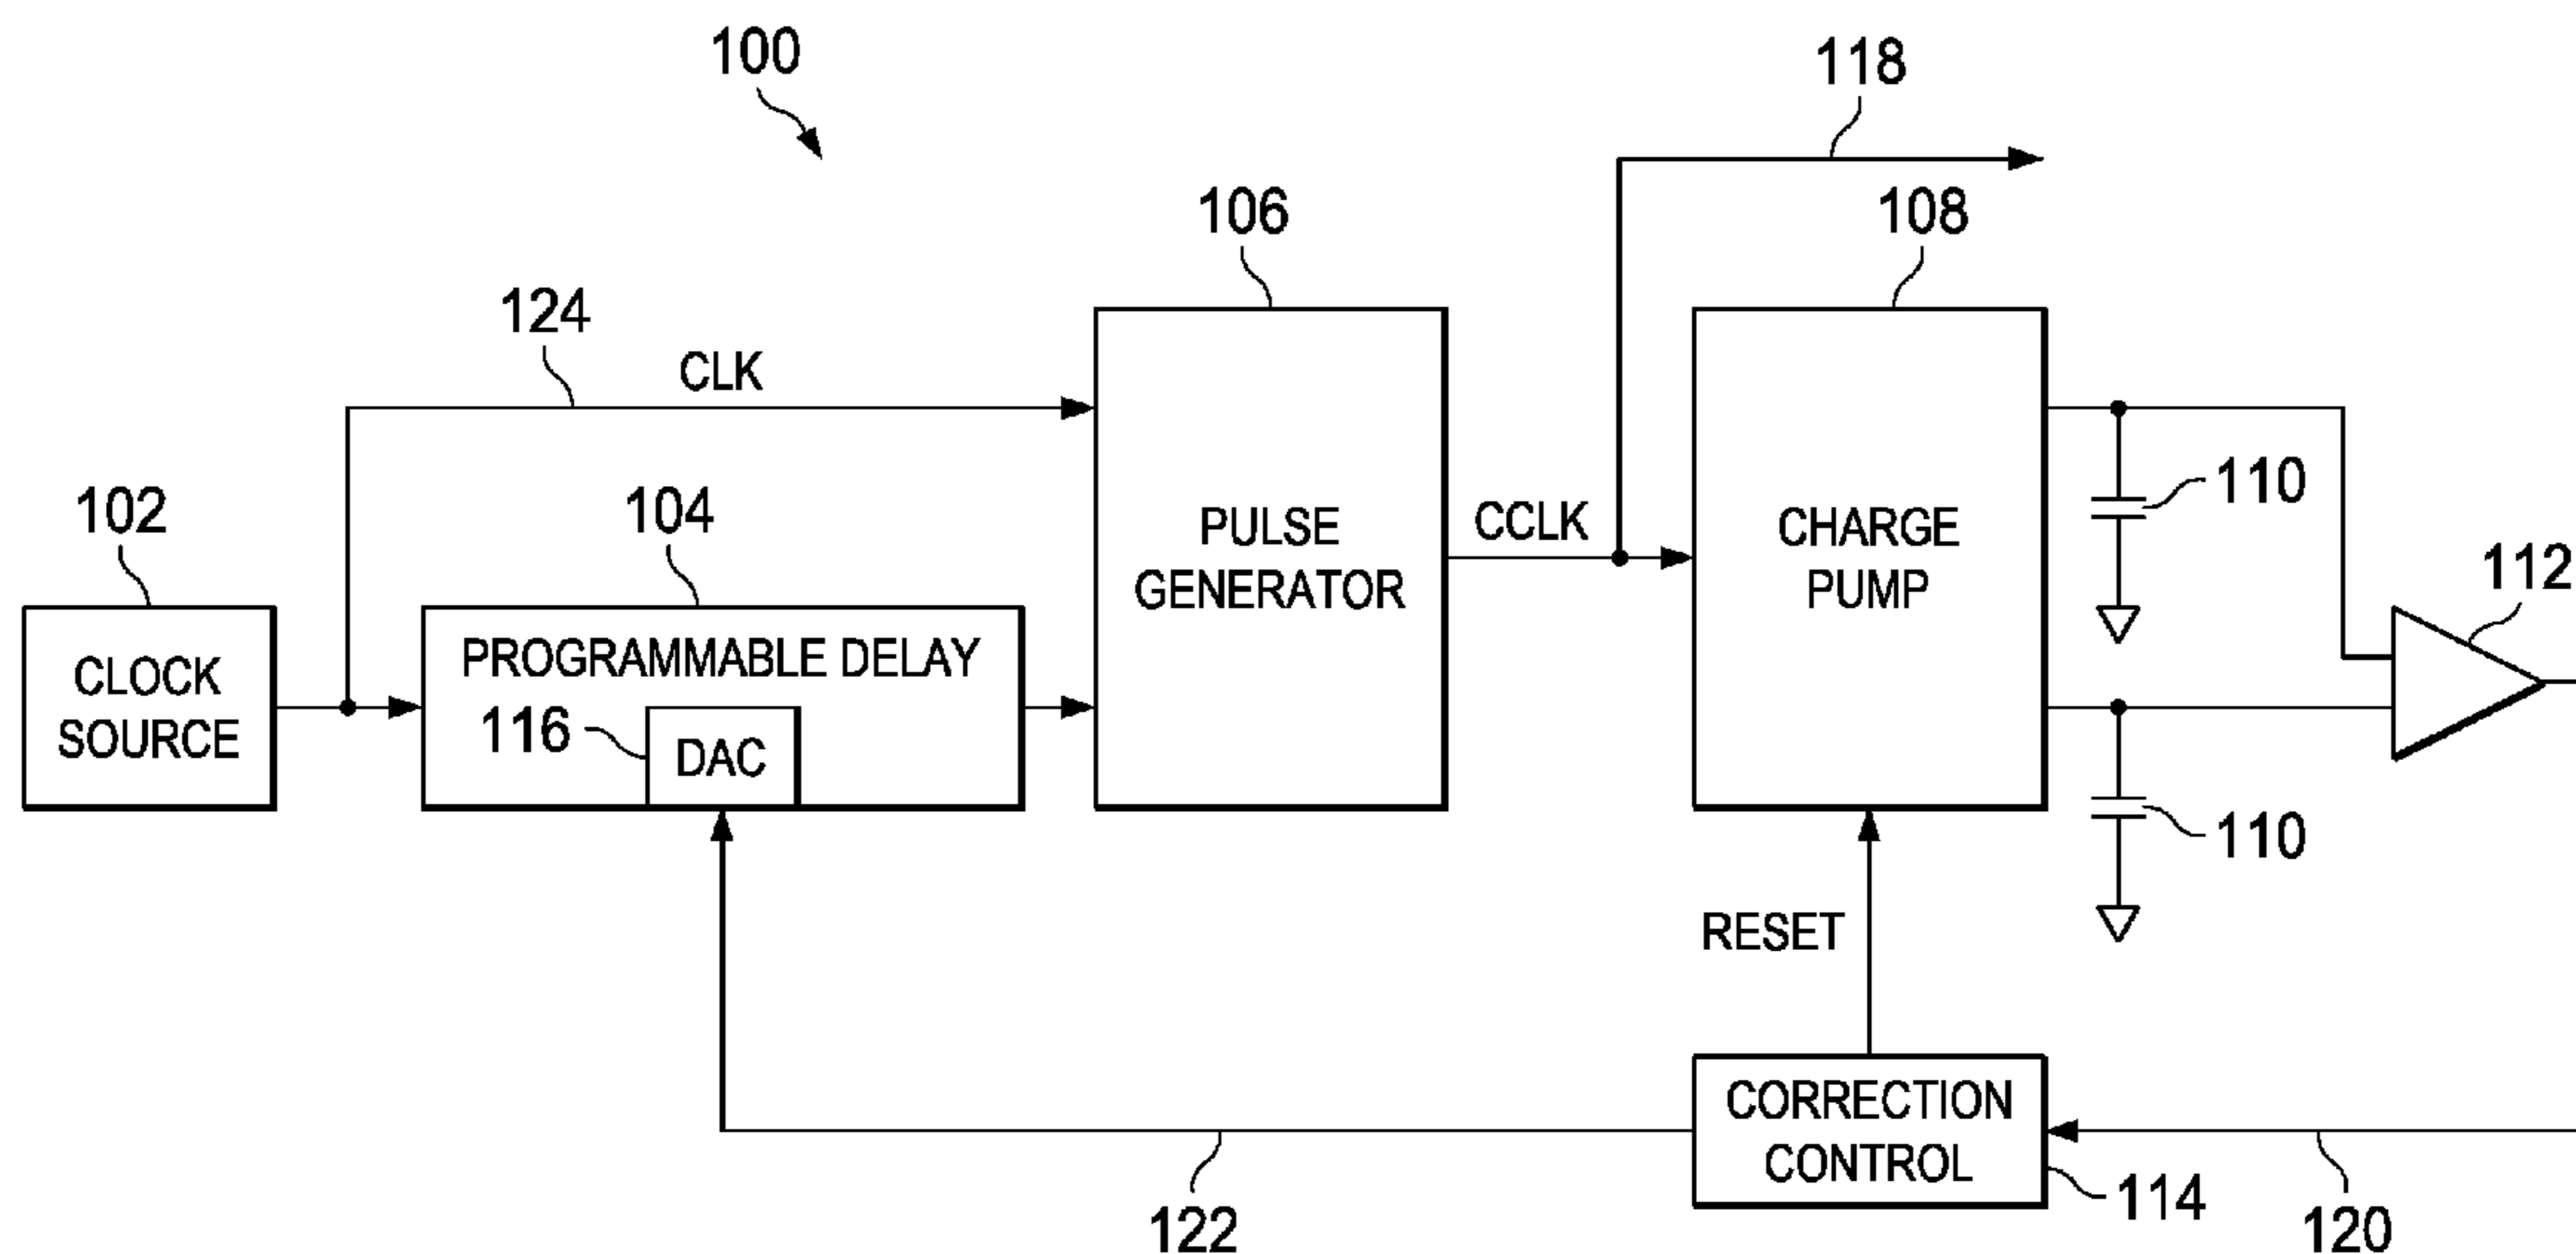 100
118
106
108
124
CLK
102
104
110
PULSE
GENERATOR
CCLK
CHARGE
PUMP
112
CLOCK
SOURCE
PROGRAMMABLE DELAY
116
DAC
110
RESET
CORRECTION
CONTROL
114
122
120